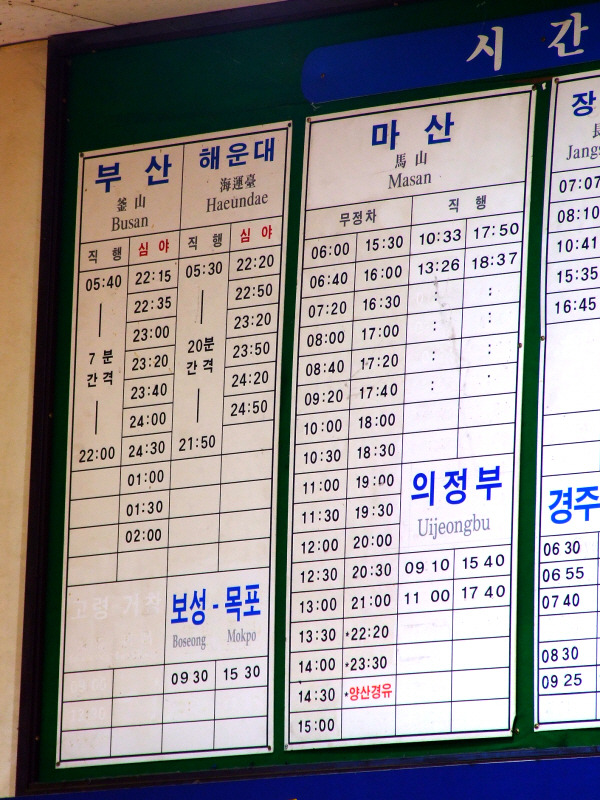 시 간
부 산
釜 山
Busan
해운대
海運臺
Haeundae
직 행 심 야 직 행 심 야
05:40 22:15 05:30 22:20
22:35 22:50
23:00 23:20
7 분 23:20 20분 23:50
간격 23:40 간격 24:20
24:00 24:50
22:00 24:30 21:50
01:00
01:30
02:00
고령
보성 - 목포
Boseong Mokpo
09 30 15 30
마 산
馬 山
Masan
무정차 직 행
06:00 15:30 10:33 17:50
06:40 16:00 13:26 18:37
07:20 16:30 : :
08:00 17:00 : :
08:40 17:20 : :
09:20 17:40 : :
10:00 18:00
10:30 18:30
11:00 19:00
11:30 19:30
12:00 20:00
12:30 20:30
13:00 21:00
13:30 *22:20
14:00 *23:30
14:30 *양산경유
15:00
의정부
Uijeongbu
09 10 15 40
11 00 17 40
장
長
Jangs
07:07
08:10
10:41
15:35
16:45
경주
06 30
06 55
07 40
08 30
09 25